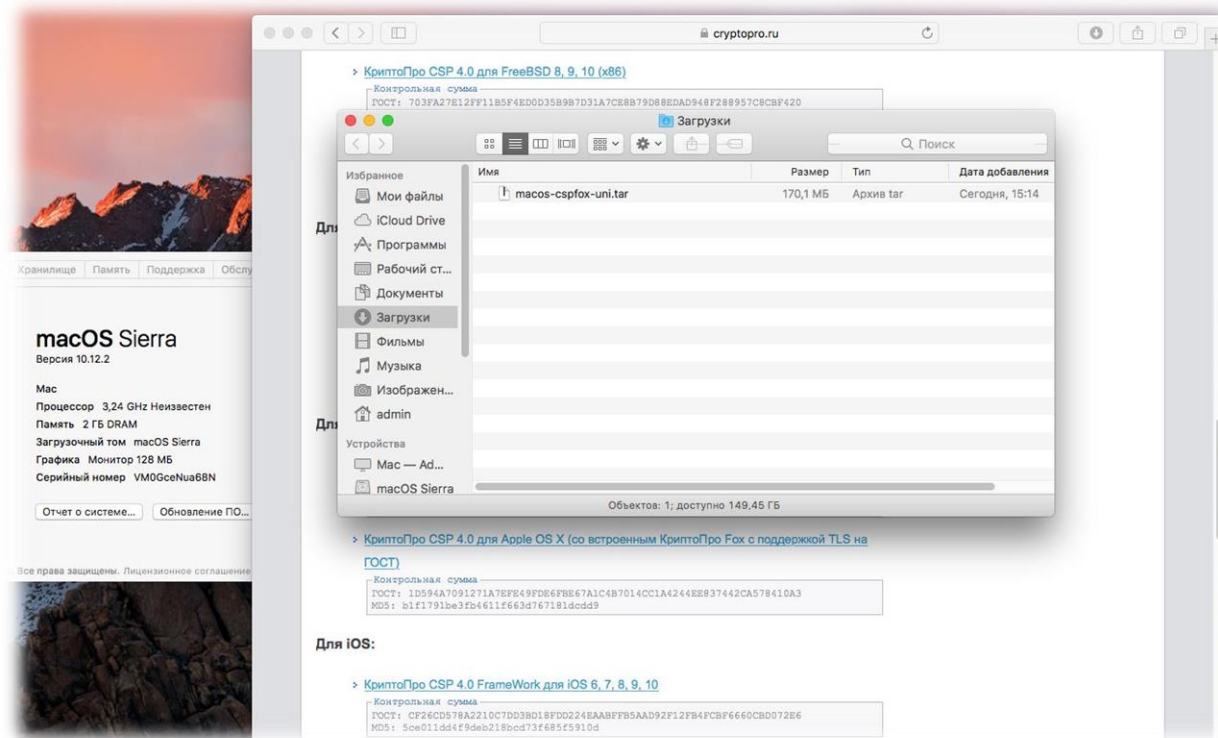 cryptopro.ru
КриптоПро CSP 4.0 для FreeBSD 8, 9, 10 (x86)
Контрольная сумма
ГОСТ: 703FA27E12FF11B5F4ED0D35B9B7D31A7CE8B79D88EDAD948F288957C8CBF420
Загрузки
Поиск
Избранное
Мои файлы
iCloud Drive
Программы
Рабочий ст...
Документы
Загрузки
Фильмы
Музыка
Изображен...
admin
Устройства
Mac — Ad...
macOS Sierra
Имя Размер Тип Дата добавления
macos-cspfox-uni.tar 170,1 МБ Архив tar Сегодня, 15:14
Объектов: 1; доступно 149,45 ГБ
Хранилище Память Поддержка Обслу
macOS Sierra
Версия 10.12.2
Mac
Процессор 3,24 GHz Неизвестен
Память 2 ГБ DRAM
Загрузочный том macOS Sierra
Графика Монитор 128 МБ
Серийный номер VM0GceNua68N
Отчет о системе... Обновление ПО...
Все права защищены. Лицензионное соглашение
КриптоПро CSP 4.0 для Apple OS X (со встроенным КриптоПро Fox с поддержкой TLS на
ГОСТ)
Контрольная сумма
ГОСТ: 1D594A7091271A7EFE49FDE6FBE67A1C4B7014CC1A4244EE837442CA578410A3
MD5: b1f1791be3fb4611f663d767181dcdd9
Для iOS:
КриптоПро CSP 4.0 FrameWork для iOS 6, 7, 8, 9, 10
Контрольная сумма
ГОСТ: CF26CD578A2210C7DD3BD18FDD224EAABFFB5AAD92F12FB4FCBF6660CBD072E6
MD5: 5ce011dd4f9deb218bcd73f685f5910d